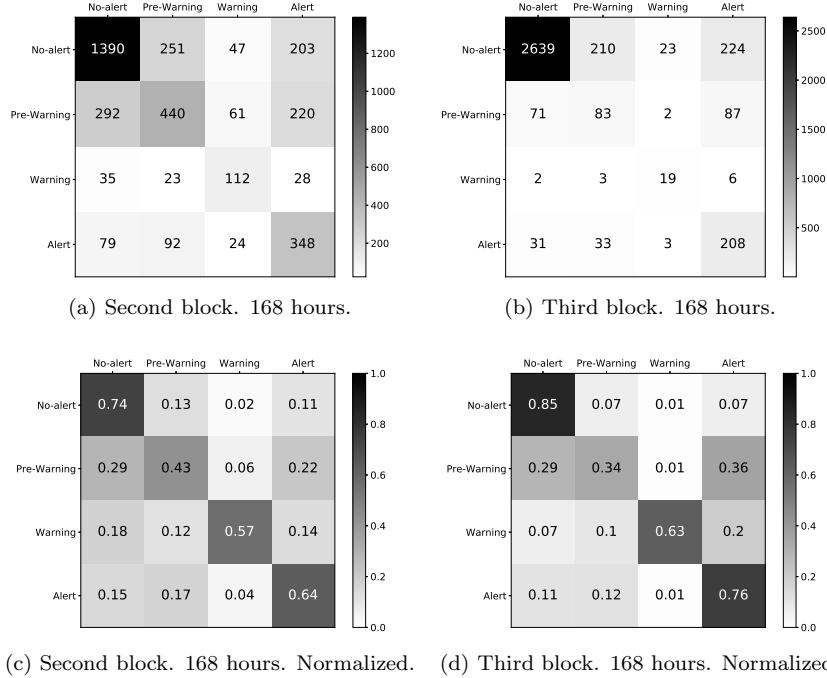 No-alert Pre-Warning Warning Alert
No-alert 1390 251 47 203
Pre-Warning 292 440 61 220
Warning 35 23 112 28
Alert 79 92 24 348
1200
1000
800
600
400
200
(a) Second block. 168 hours.
No-alert Pre-Warning Warning Alert
No-alert 2639 210 23 224
Pre-Warning 71 83 2 87
Warning 2 3 19 6
Alert 31 33 3 208
2500
2000
1500
1000
500
(b) Third block. 168 hours.
No-alert Pre-Warning Warning Alert
No-alert 0.74 0.13 0.02 0.11
Pre-Warning 0.29 0.43 0.06 0.22
Warning 0.18 0.12 0.57 0.14
Alert 0.15 0.17 0.04 0.64
1.0
0.8
0.6
0.4
0.2
0.0
(c) Second block. 168 hours. Normalized.
No-alert Pre-Warning Warning Alert
No-alert 0.85 0.07 0.01 0.07
Pre-Warning 0.29 0.34 0.01 0.36
Warning 0.07 0.1 0.63 0.2
Alert 0.11 0.12 0.01 0.76
1.0
0.8
0.6
0.4
0.2
0.0
(d) Third block. 168 hours. Normalized